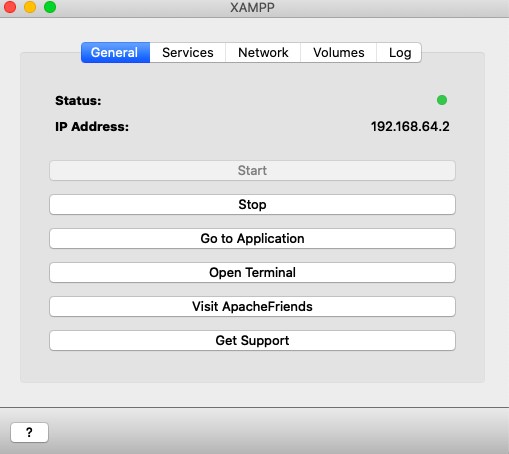 XAMPP
General Services Network Volumes Log
Status:
IP Address: 192.168.64.2
Start
Stop
Go to Application
Open Terminal
Visit ApacheFriends
Get Support
?